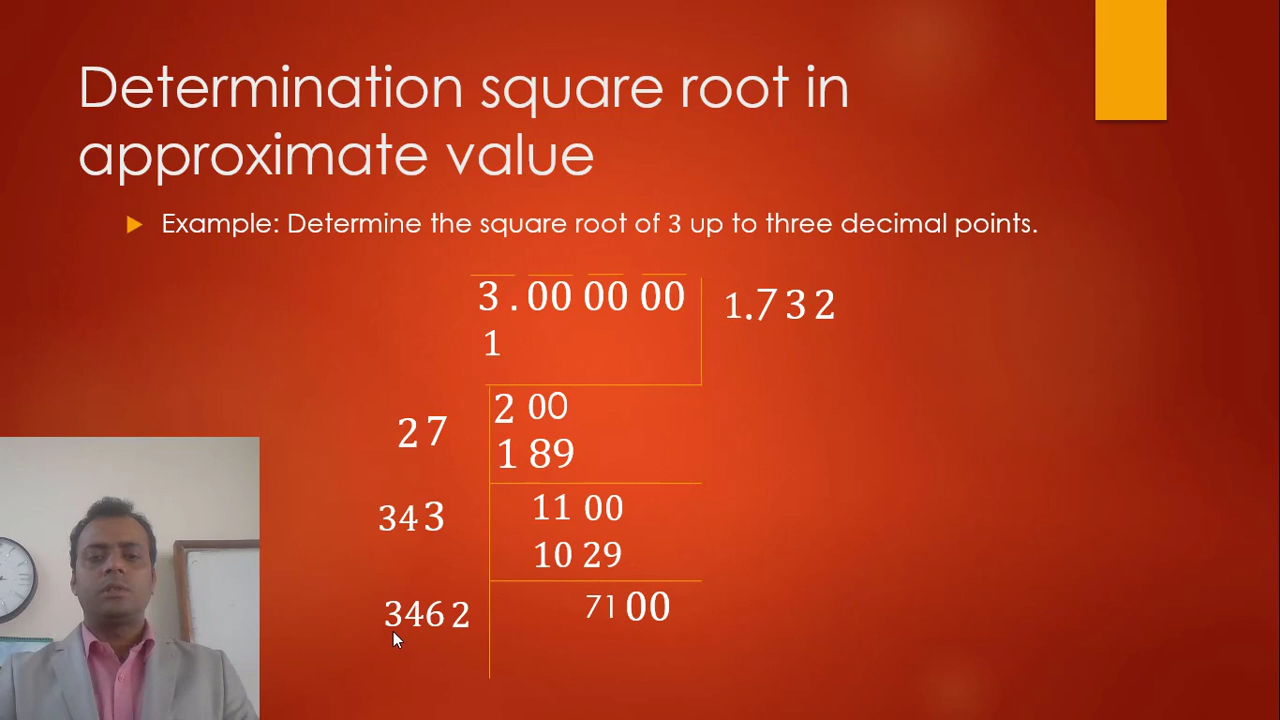 Determination square root in
approximate value
Example: Determine the square root of 3 up to three decimal points.
3 . 00 00 00 1.7 3 2
1
2 00
2 7
1 89
11 00
34 3
10 29
71 00
346 2